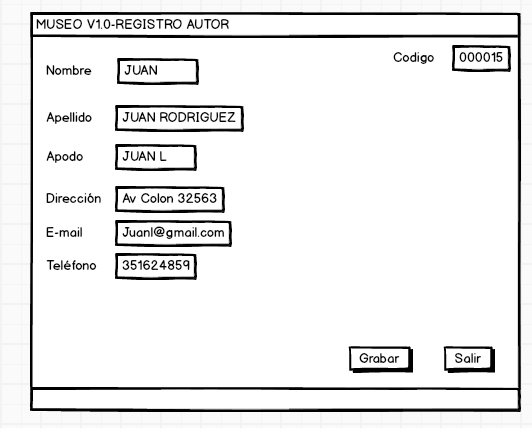 MUSEO V1.0-REGISTRO AUTOR
Codigo 000015
Nombre JUAN
Apellido JUAN RODRIGUEZ
Apodo JUAN L
Dirección Av Colon 32563
E-mail Juanl@gmail.com
Teléfono 351624859
Grabar Salir